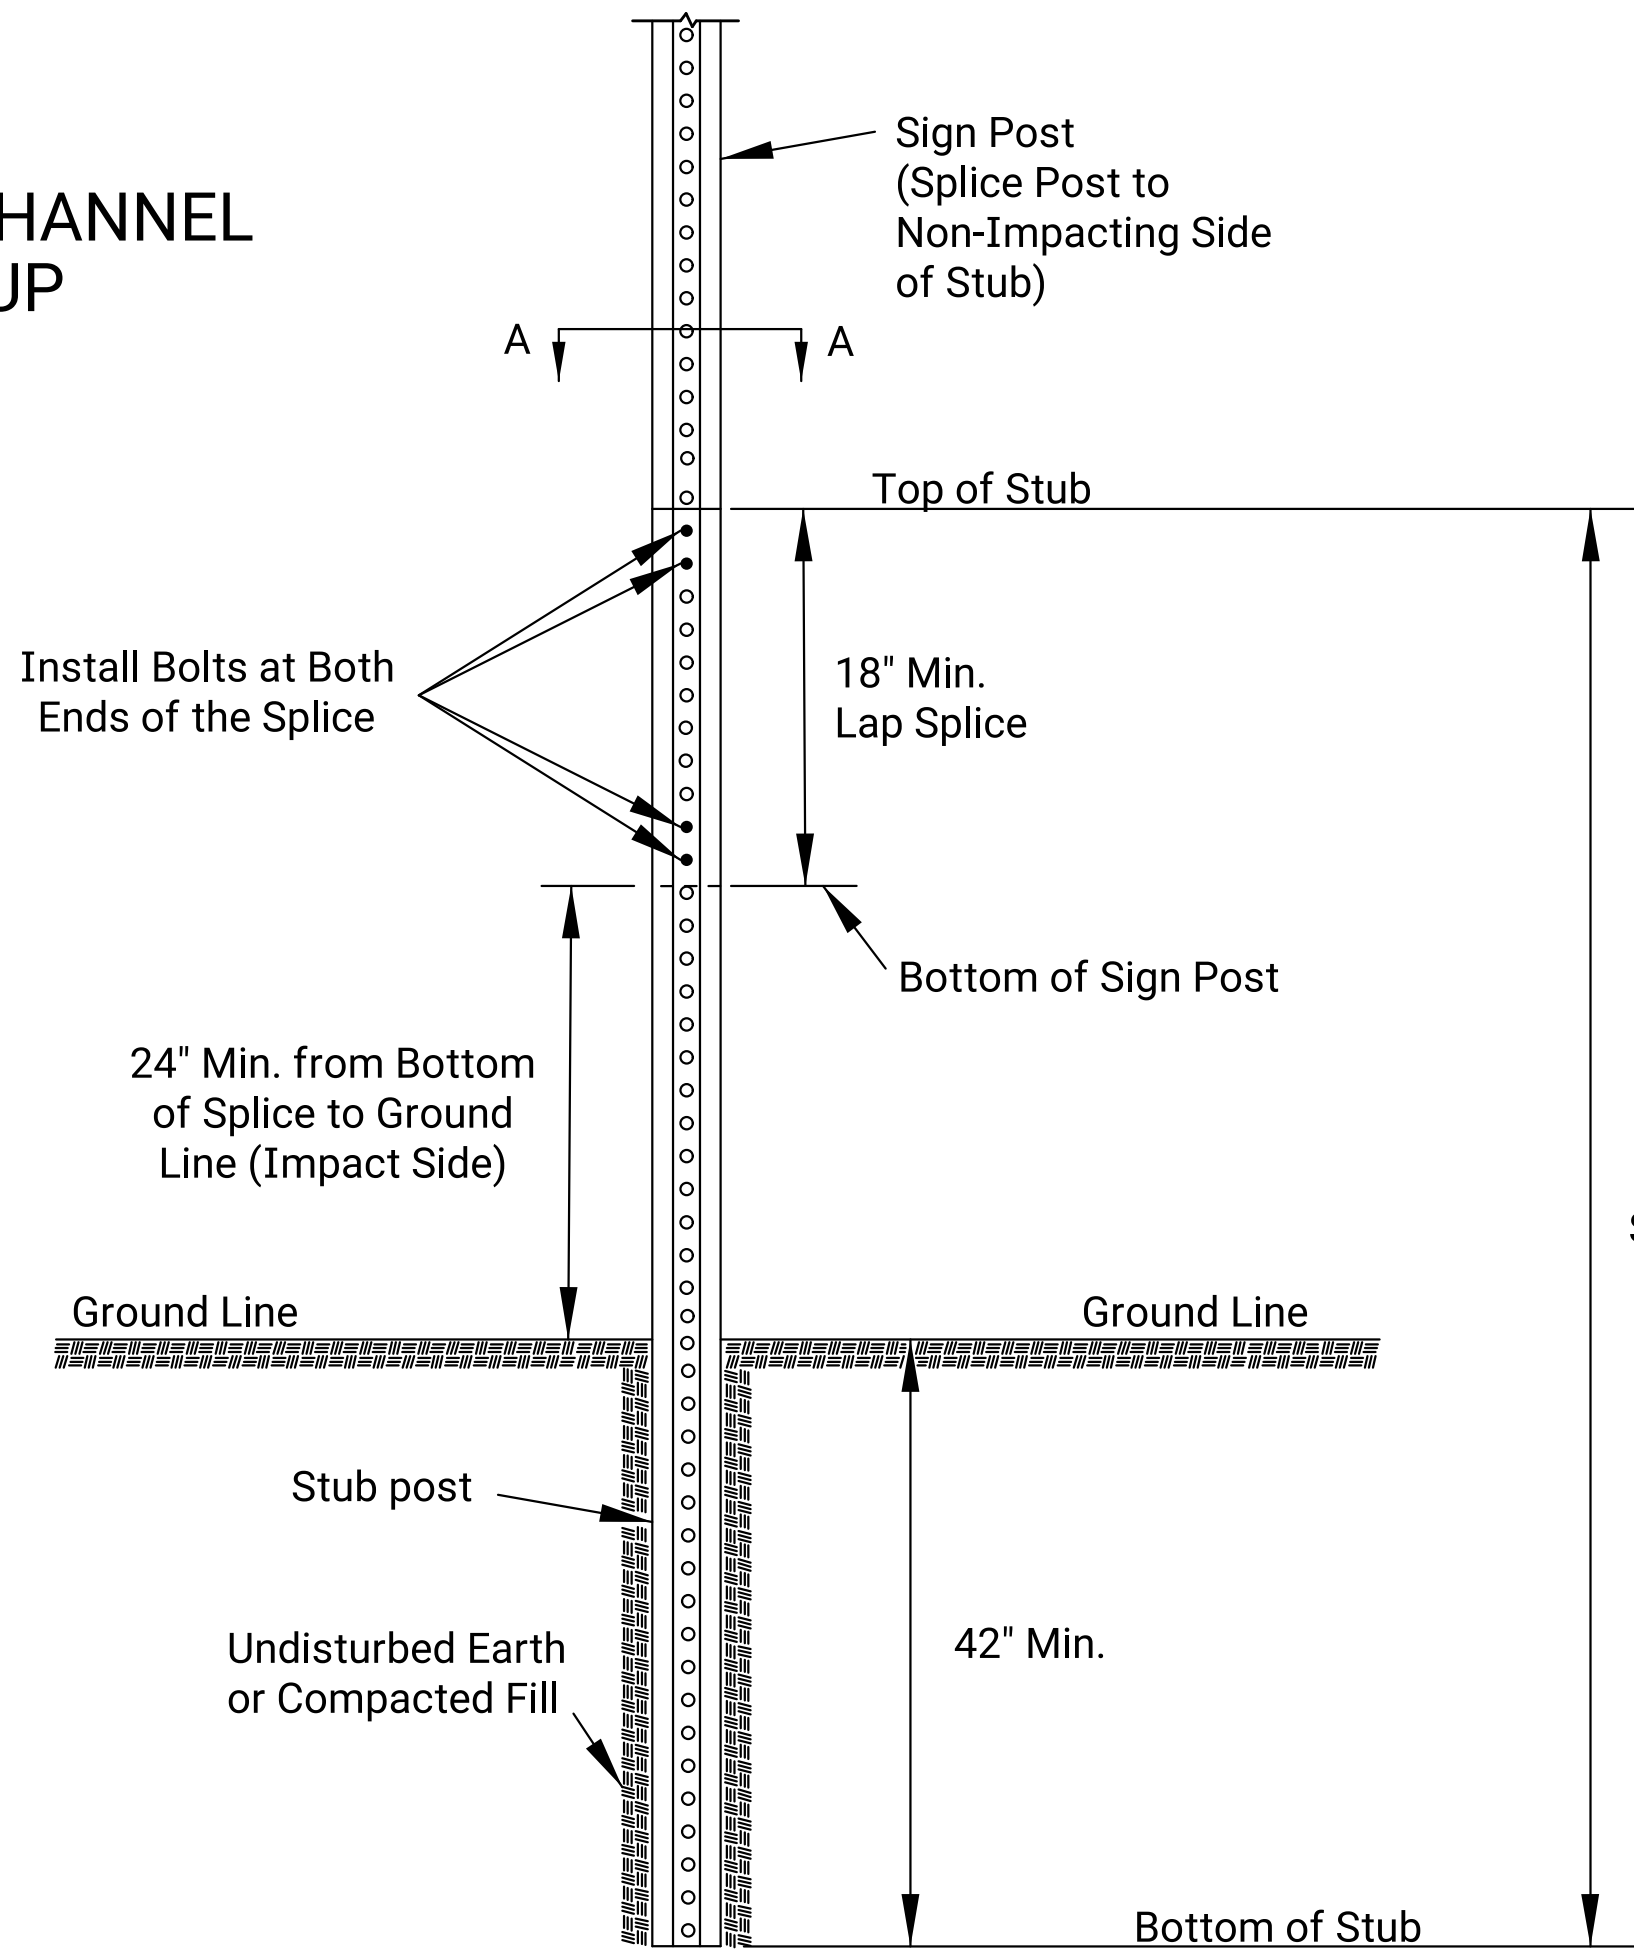 HANNEL
UP
Sign Post
(Splice Post to
Non-Impacting Side
of Stub)
A
A
Top of Stub
Install Bolts at Both
Ends of the Splice
18" Min.
Lap Splice
Bottom of Sign Post
24" Min. from Bottom
of Splice to Ground
Line (Impact Side)
Ground Line
Ground Line
Stub post
Undisturbed Earth
or Compacted Fill
42" Min.
Bottom of Stub